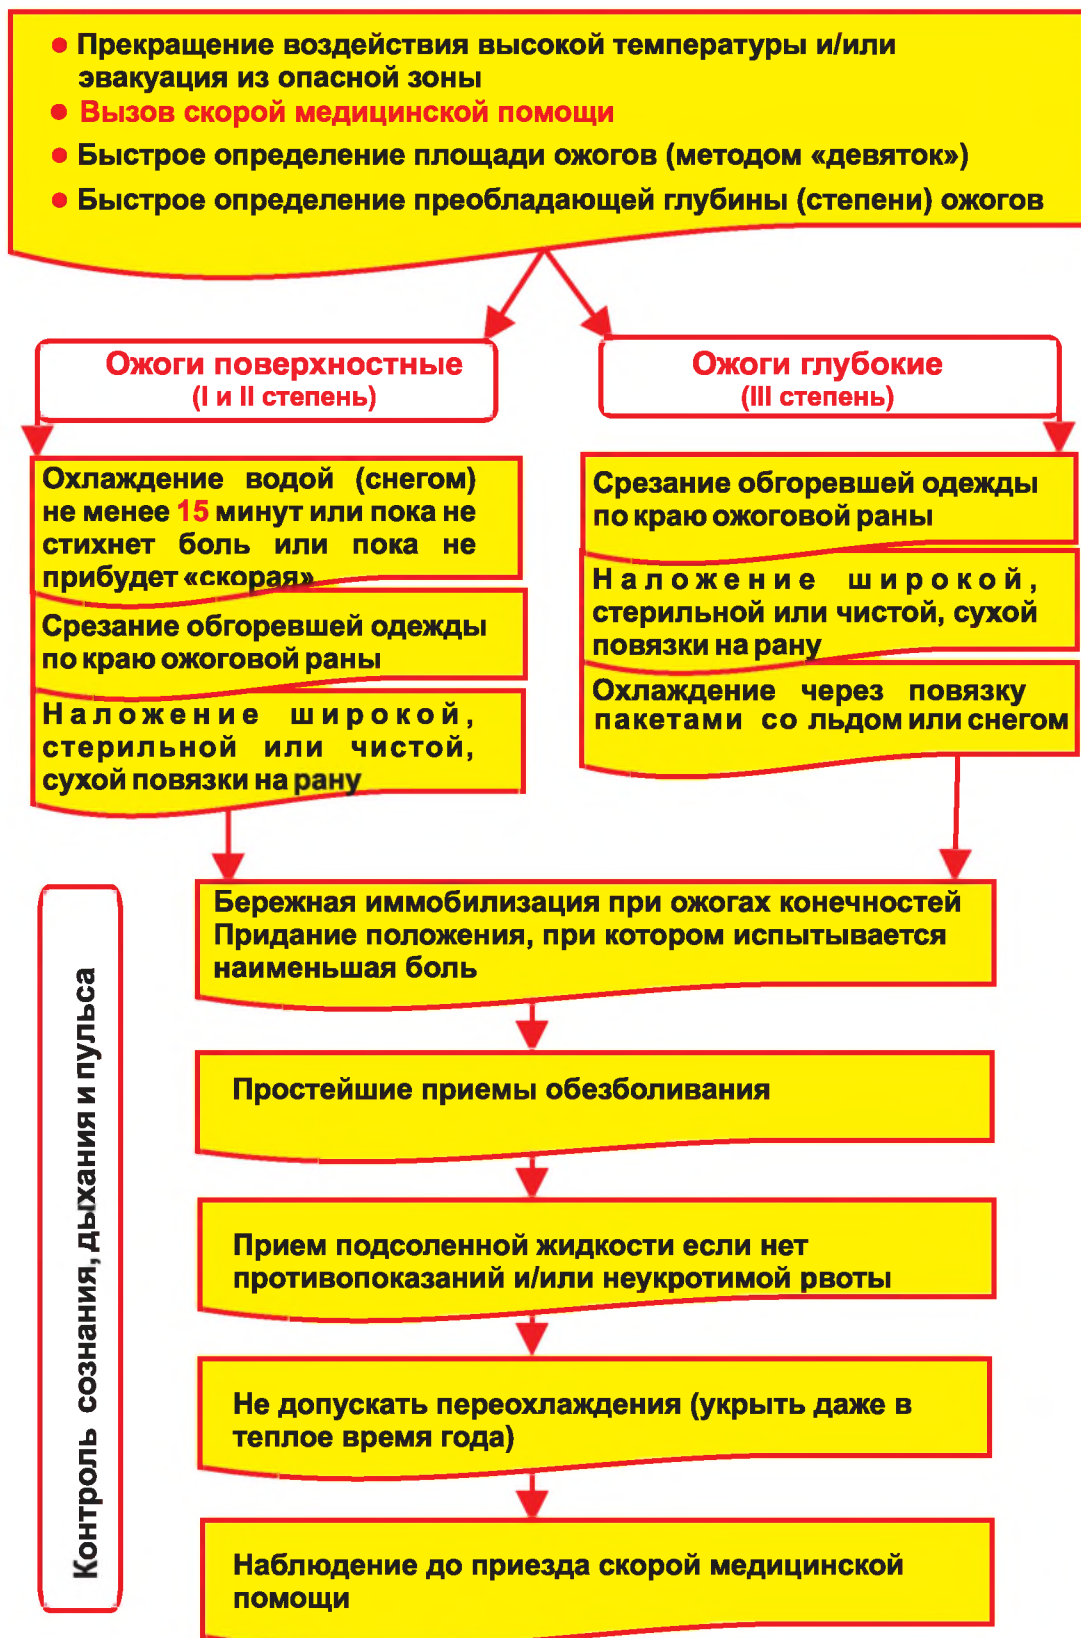 ● Прекращение воздействия высокой температуры и/или
эвакуация из опасной зоны
● Вызов скорой медицинской помощи
● Быстрое определение площади ожогов (методом «девяток»)
● Быстрое определение преобладающей глубины (степени) ожогов
Ожоги поверхностные
(I и II степень)
Охлаждение водой (снегом)
не менее 15 минут или пока не
стихнет боль или пока не
прибудет «скорая»
Срезание обгоревшей одежды
по краю ожоговой раны
Наложение широкой,
стерильной или чистой,
сухой повязки на рану
Ожоги глубокие
(III степень)
Срезание обгоревшей одежды
по краю ожоговой раны
Наложение широкой,
стерильной или чистой, сухой
повязки на рану
Охлаждение через повязку
пакетами со льдом или снегом
Контроль сознания, дыхания и пульса
Бережная иммобилизация при ожогах конечностей
Придание положения, при котором испытывается
наименьшая боль
Простейшие приемы обезболивания
Прием подсоленной жидкости если нет
противопоказаний и/или неукротимой рвоты
Не допускать переохлаждения (укрыть даже в
теплое время года)
Наблюдение до приезда скорой медицинской
помощи